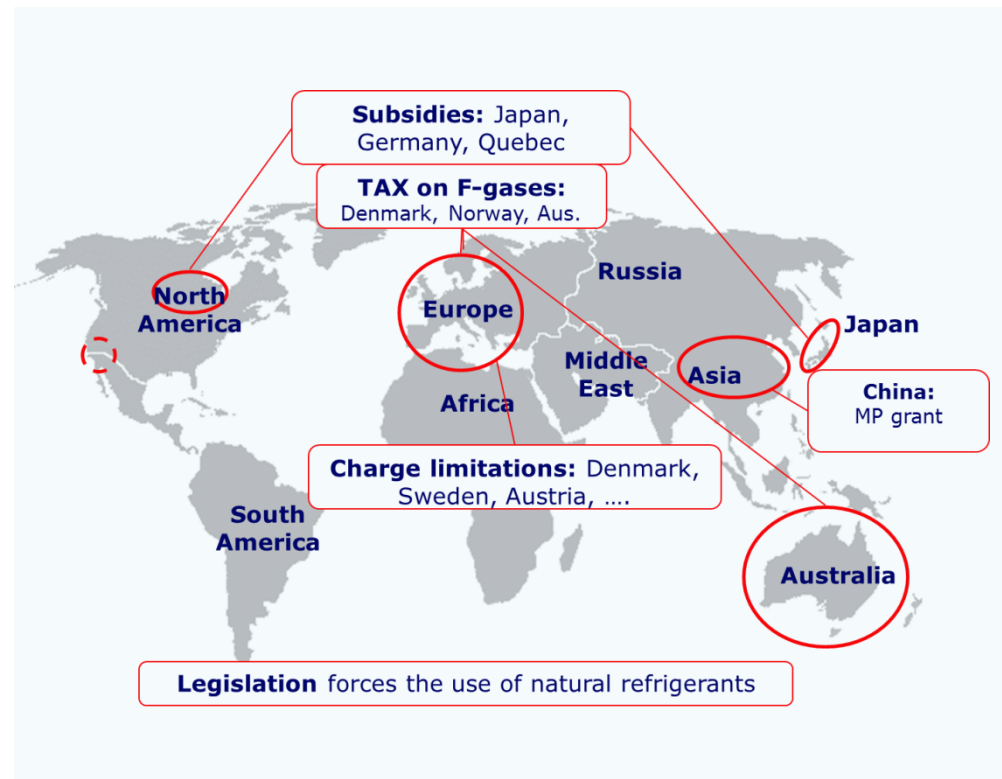 Subsidies: Japan,
Germany, Quebec
TAX on F-gases:
Denmark, Norway, Aus.
Russia
North
America
Europe
Japan
Middle
East
Asia
China:
MP grant
Africa
Charge limitations: Denmark,
Sweden, Austria, ....
South
America
Australia
Legislation forces the use of natural refrigerants